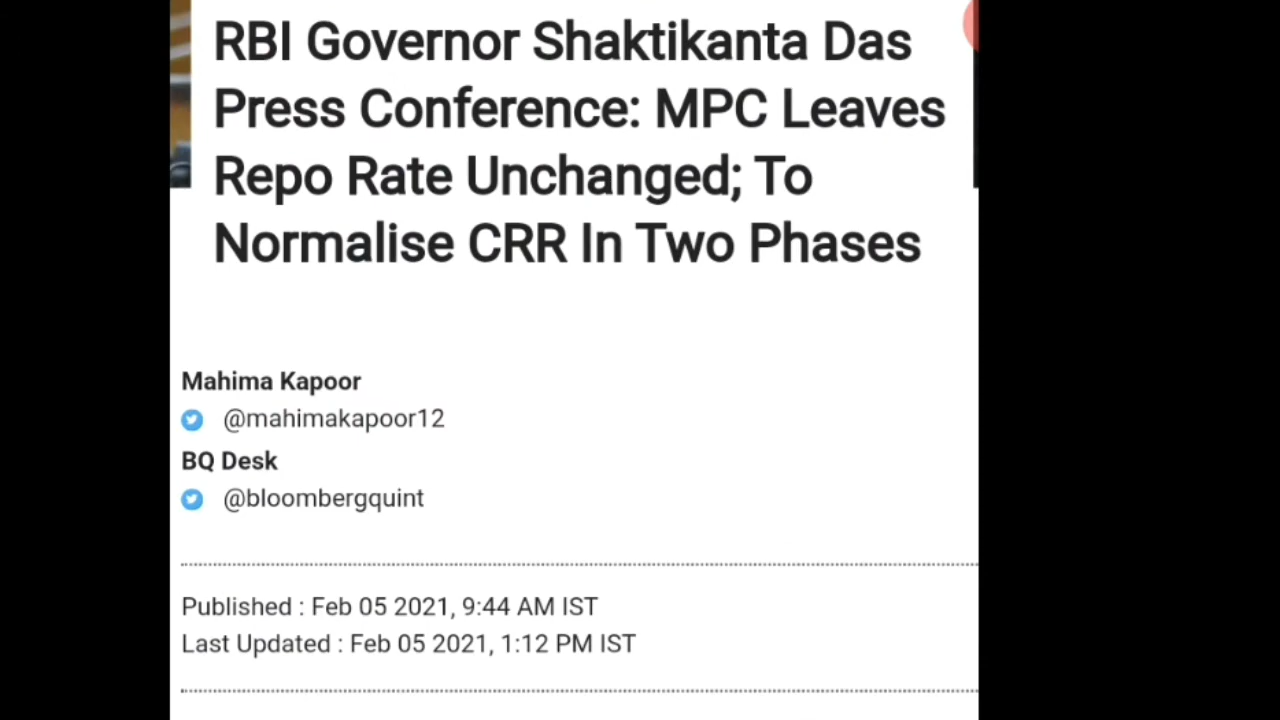 RBI Governor Shaktikanta Das
Press Conference: MPC Leaves
Repo Rate Unchanged; To
Normalise CRR In Two Phases
Mahima Kapoor
@mahimakapoor12
BQ Desk
@bloombergquint
Published : Feb 05 2021, 9:44 AM IST
Last Updated : Feb 05 2021, 1:12 PM IST